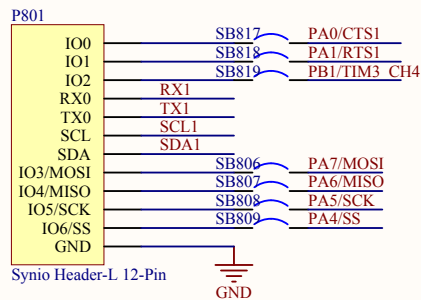 P801
IO0 SB817 PA0/CTS1
IO1 SB818 PA1/RTS1
IO2 SB819 PB1/TIM3_CH4
RX0 RX1
TX0 TX1
SCL SCL1
SDA SDA1
IO3/MOSI SB806 PA7/MOSI
IO4/MISO SB807 PA6/MISO
IO5/SCK SB808 PA5/SCK
IO6/SS SB809 PA4/SS
GND
Synio Header-L 12-Pin
GND